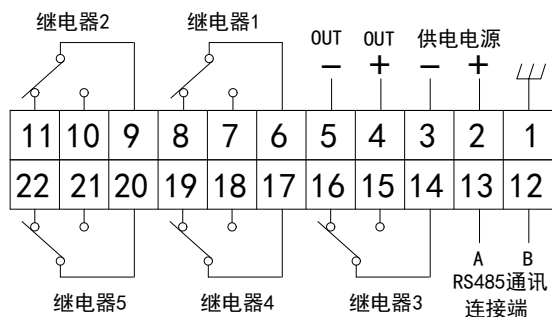 继电器2 继电器1 OUT OUT 供电电源
− + − +
11 10 9 8 7 6 5 4 3 2 1
22 21 20 19 18 17 16 15 14 13 12
A B
继电器5 继电器4 继电器3 RS485通讯
连接端